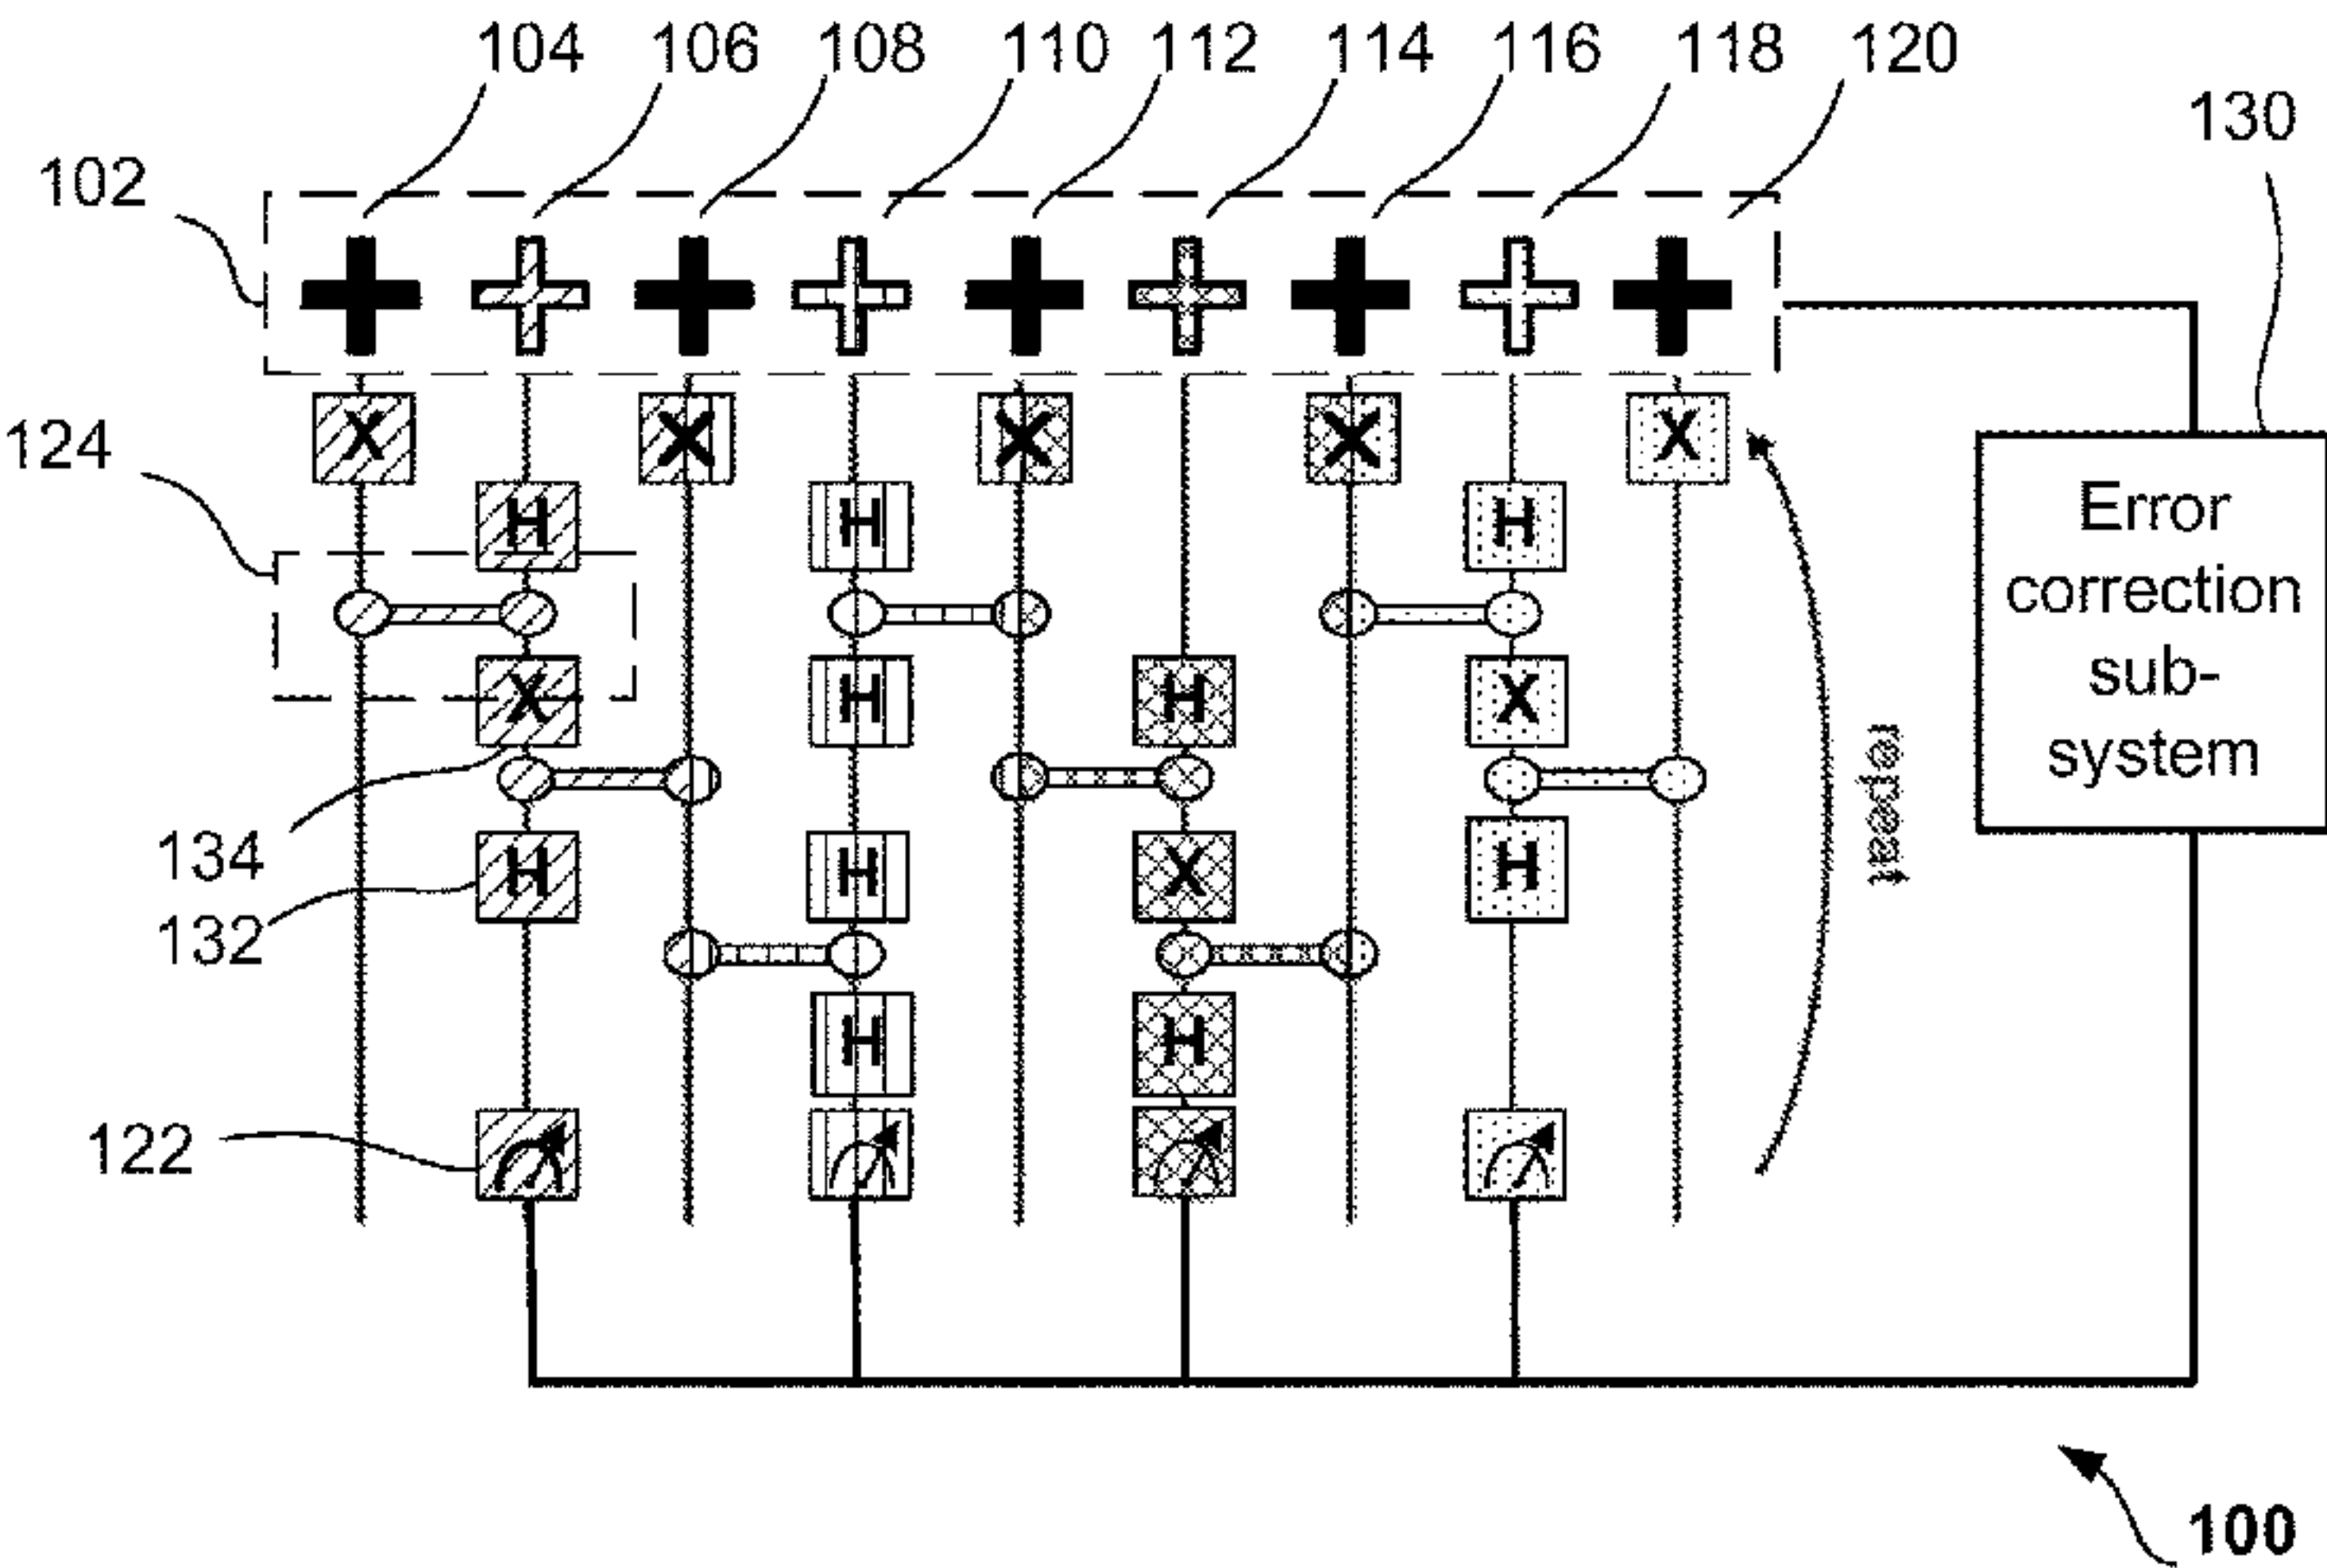 104 106 108 110 112 114 116 118 120
130
102
X X X X X
124
H H H
X H H X
Error
correction
sub-
system
repeat
134
H H X H
132
H H
122
100